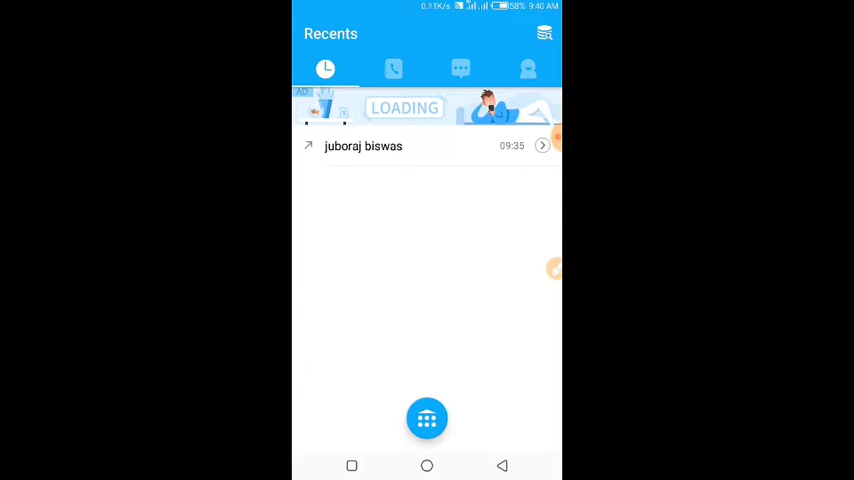 0.11K/s 58% 9:40 AM
Recents
AD
LOADING
juboraj biswas 09:35